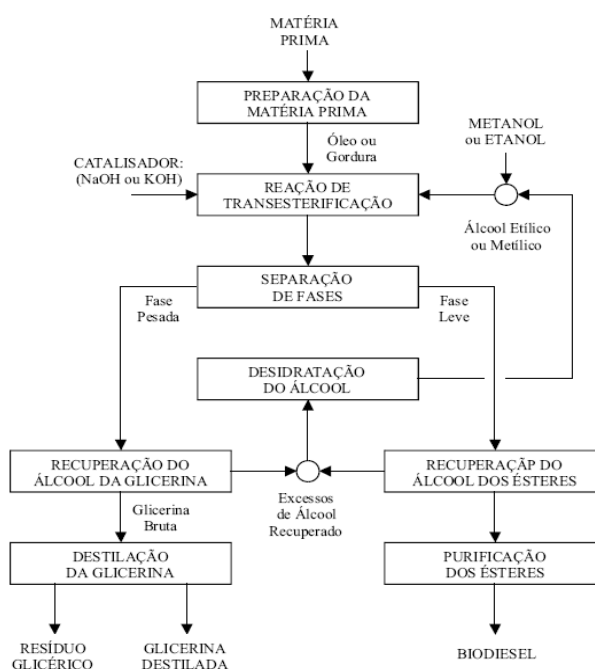 MATÉRIA
PRIMA
PREPARAÇÃO DA
MATÉRIA PRIMA
METANOL
ou ETANOL
Óleo ou
Gordura
CATALISADOR:
(NaOH ou KOH)
REAÇÃO DE
TRANSESTERIFICAÇÃO
Álcool Etílico
ou Metílico
SEPARAÇÃO
DE FASES
Fase
Pesada
Fase
Leve
DESIDRATAÇÃO
DO ÁLCOOL
RECUPERAÇÃO DO
ÁLCOOL DA GLICERINA
Excessos
de Álcool
Recuperado
RECUPERAÇÃP DO
ÁLCOOL DOS ÉSTERES
Glicerina
Bruta
DESTILAÇÃO
DA GLICERINA
PURIFICAÇÃO
DOS ÉSTERES
RESÍDUO
GLICÉRICO
GLICERINA
DESTILADA
BIODIESEL